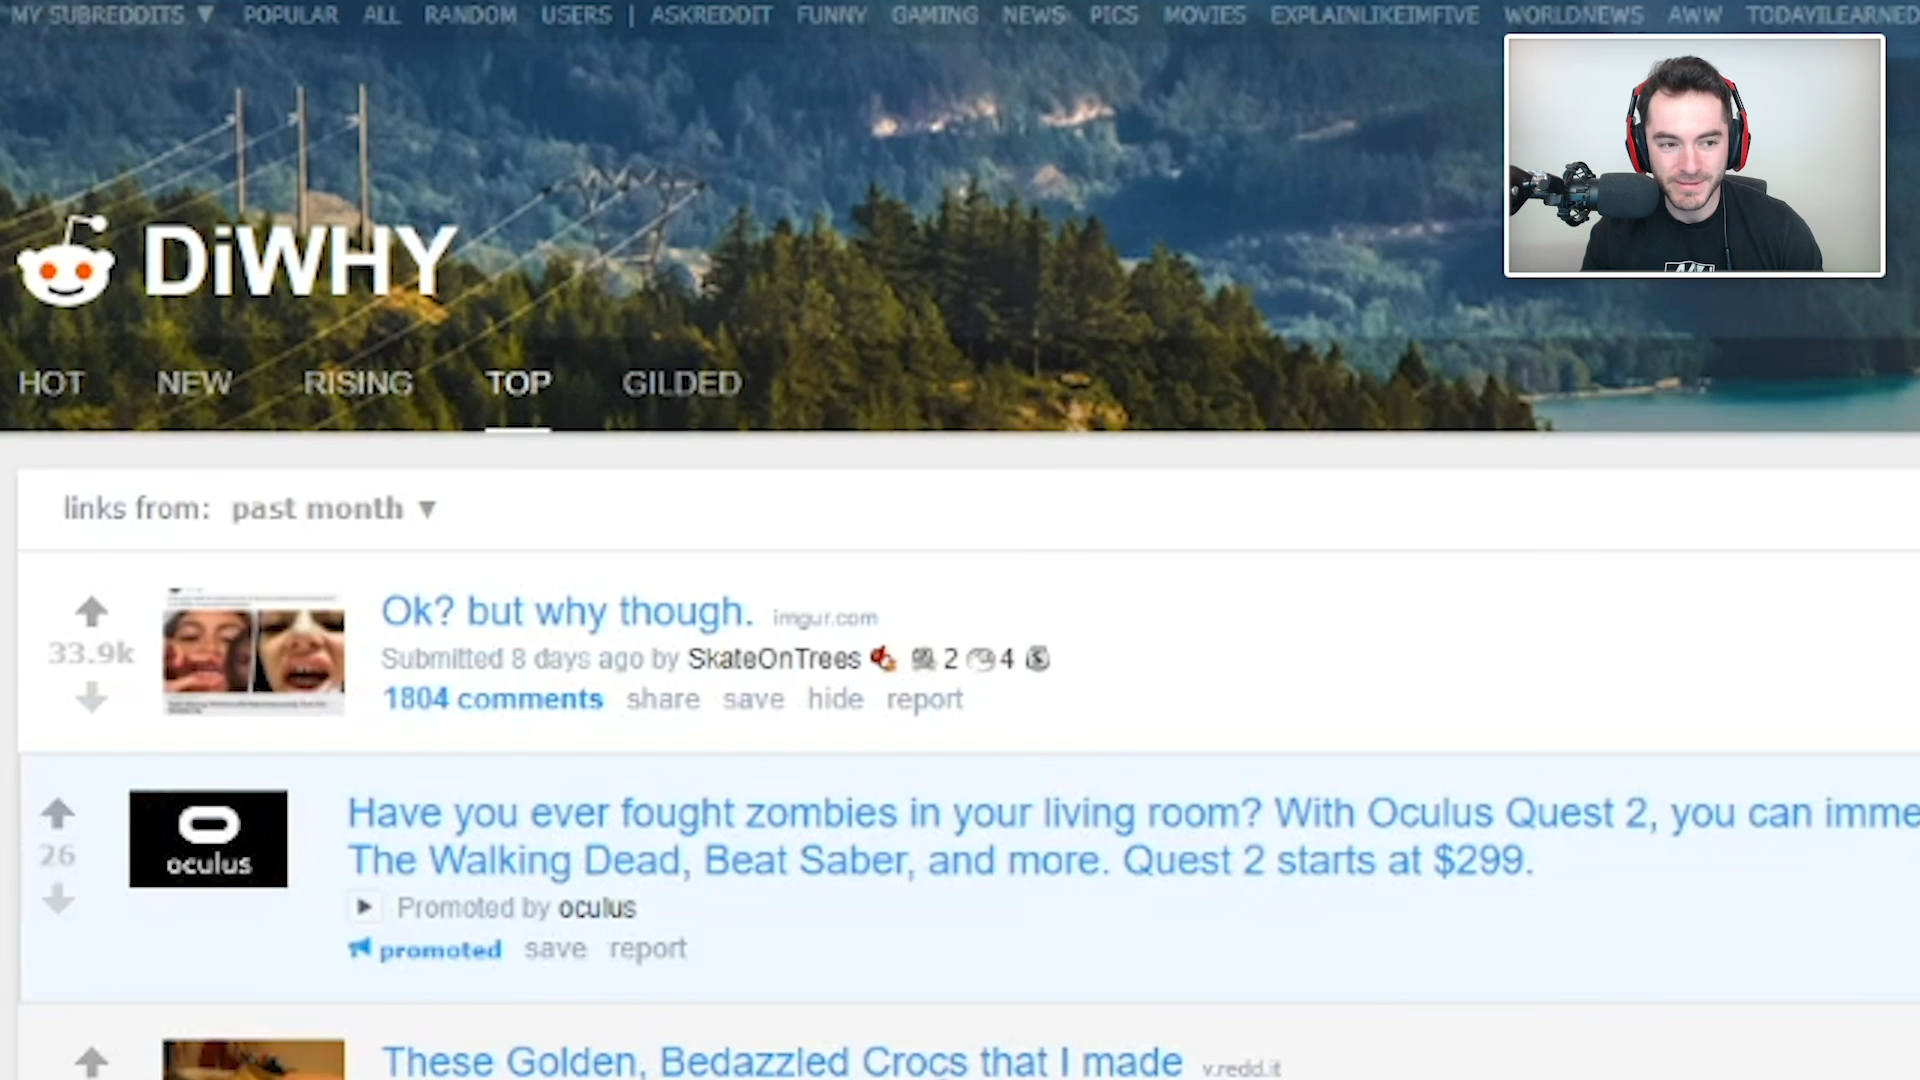 MY SUBREDDITS ▼ POPULAR ALL RANDOM USERS | ASKREDDIT FUNNY GAMING NEWS PICS MOVIES EXPLAINLIKEIMFIVE WORLDNEWS AWW TODAYILEARNED
DiWHY
HOT NEW RISING TOP GILDED
links from: past month ▼
Ok? but why though. imgur.com
33.9k
Submitted 8 days ago by SkateOnTrees 2 4
1804 comments share save hide report
Have you ever fought zombies in your living room? With Oculus Quest 2, you can imme
26
oculus
The Walking Dead, Beat Saber, and more. Quest 2 starts at $299.
Promoted by oculus
promoted save report
These Golden, Bedazzled Crocs that I made v.redd.it